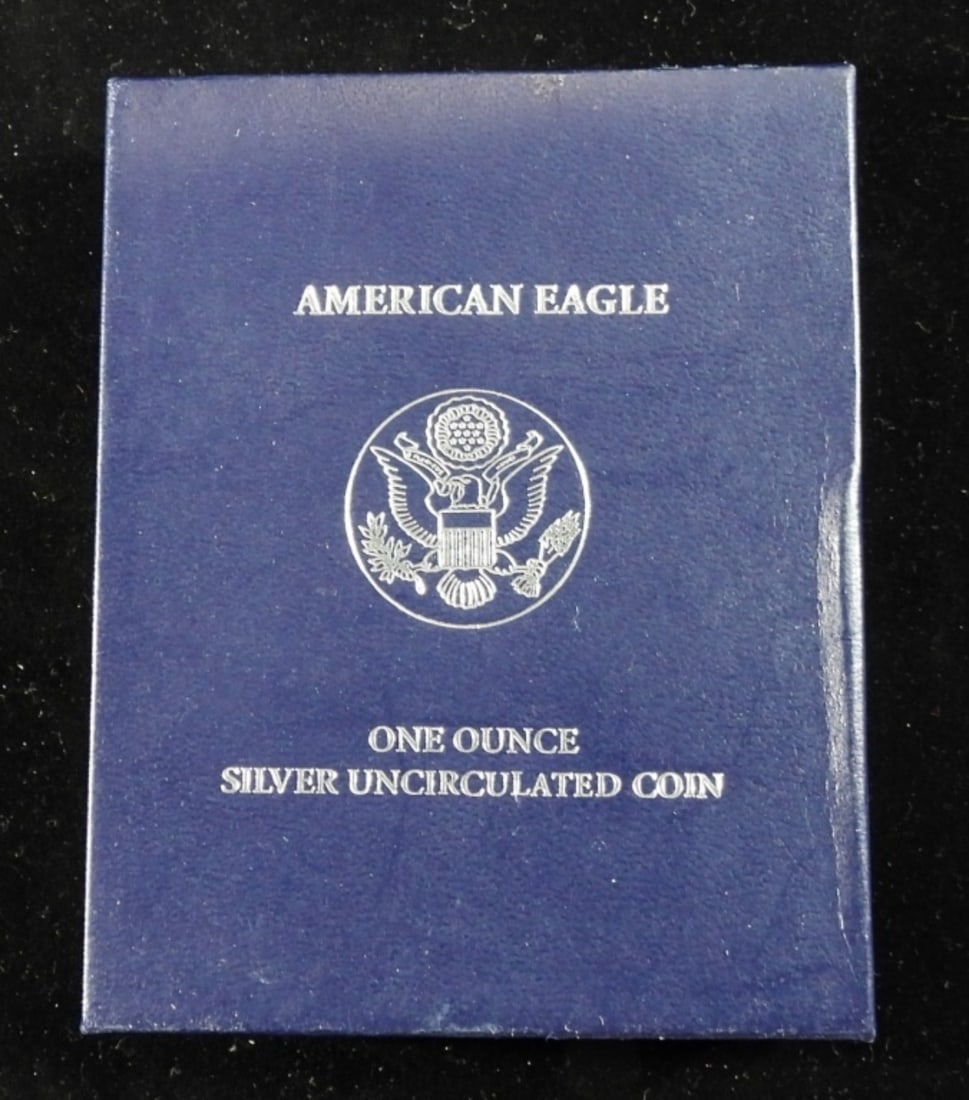 AMERICAN EAGLE
ONE OUNCE
SILVER UNCIRCULATED COIN